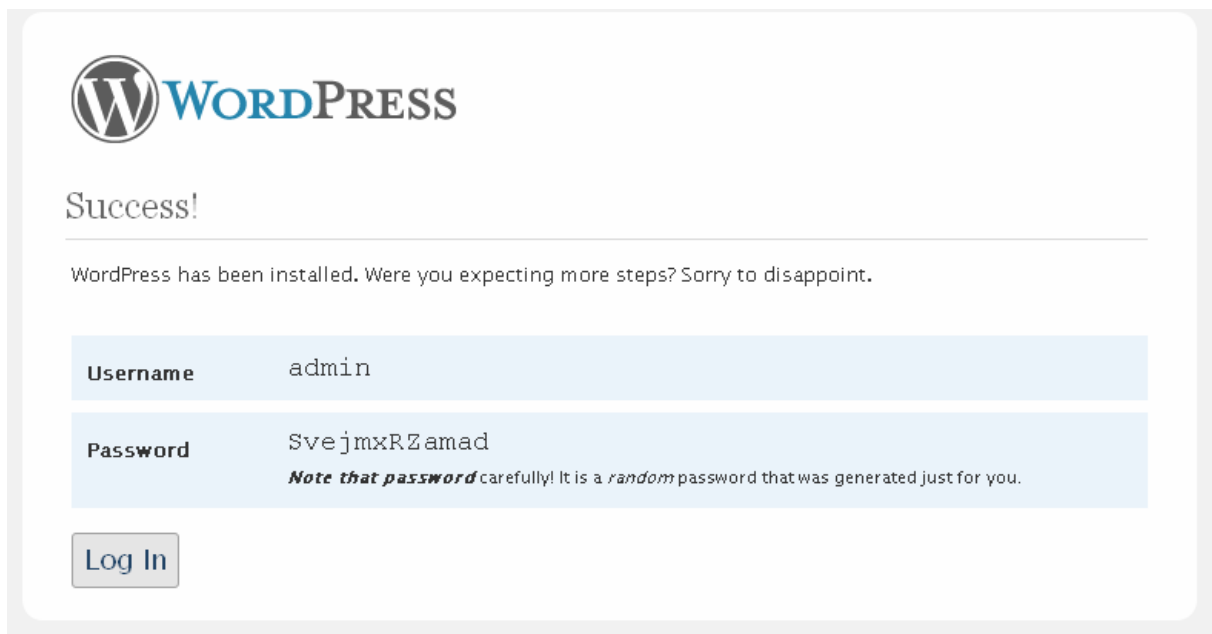 WORDPRESS
Success!
WordPress has been installed. Were you expecting more steps? Sorry to disappoint.
Username admin
Password SvejmxRZamad
Note that password carefully! It is a random password that was generated just for you.
Log In